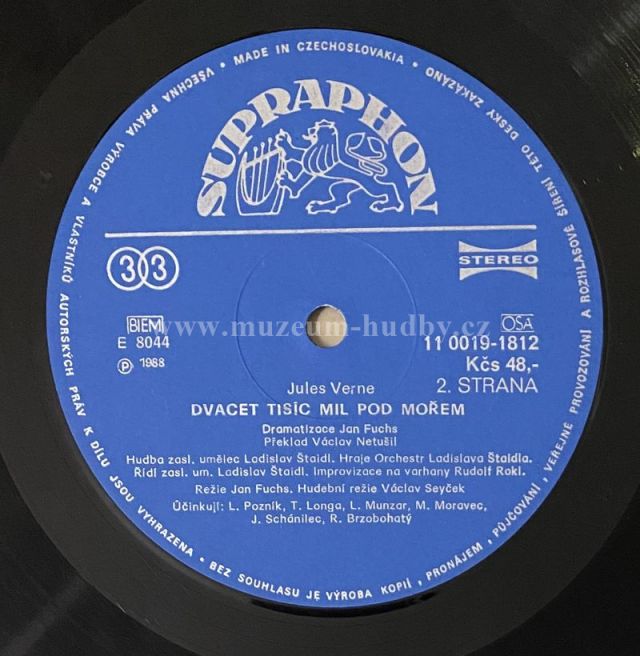 VŠECHNA PRÁVA VÝROBCE A VLASTNÍKŮ AUTORSKÝCH PRÁV K DÍLU JSOU VYHRAZENA • BEZ SOUHLASU JE VÝROBA KOPIÍ, PRONÁJEM, PŮJČOVÁNÍ, VEŘEJNÉ PROVOZOVÁNÍ A ROZHLASOVÉ ŠÍŘENÍ TÉTO DESKY ZAKÁZÁNO • MADE IN CZECHOSLOVAKIA •
SUPRAPHON
33
STEREO
www.muzeum-hudby.cz
BIEM
OSA
E 8044
11 0019-1812
Ⓟ 1988
Kčs 48,-
2. STRANA
Jules Verne
DVACET TISÍC MIL POD MOŘEM
Dramatizace Jan Fuchs
Překlad Václav Netušil
Hudba zasl. umělec Ladislav Štaidl. Hraje Orchestr Ladislava Štaidla.
Řídí zasl. um. Ladislav Štaidl. Improvizace na varhany Rudolf Rokl.
Režie Jan Fuchs. Hudební režie Václav Seyček
Účinkují: L. Pozník, T. Longa, L. Munzar, M. Moravec,
J. Schánilec, R. Brzobohatý